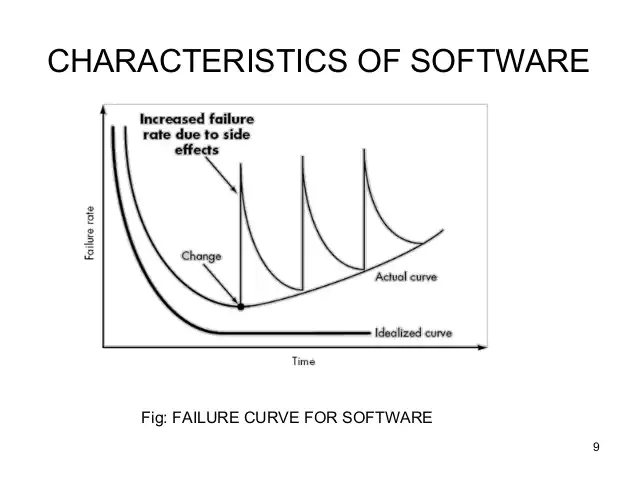 CHARACTERISTICS OF SOFTWARE
Increased failure
rate due to side
effects
Failure rate
Change
Actual curve
Idealized curve
Time
Fig: FAILURE CURVE FOR SOFTWARE
9